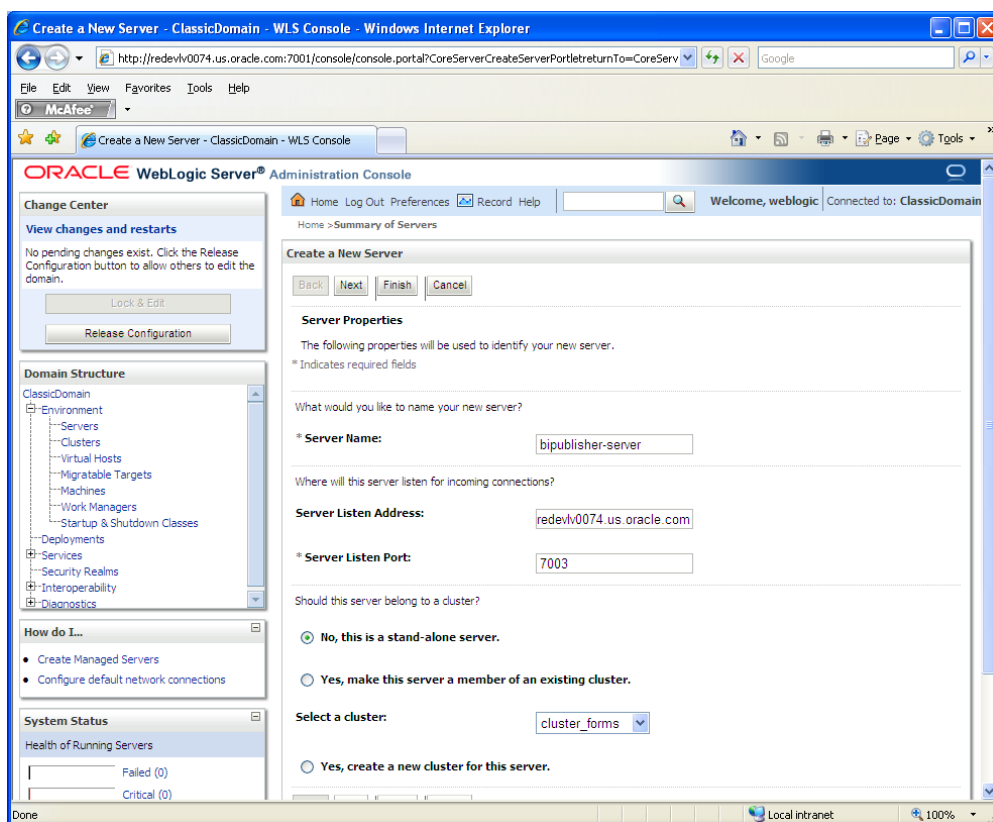 Create a New Server - ClassicDomain - WLS Console - Windows Internet Explorer
http://redevlv0074.us.oracle.com:7001/console/console.portal?CoreServerCreateServerPortletreturnTo=CoreServ
Google
File Edit View Favorites Tools Help
McAfee
Create a New Server - ClassicDomain - WLS Console
Page Tools »
ORACLE WebLogic Server® Administration Console
Change Center
View changes and restarts
No pending changes exist. Click the Release
Configuration button to allow others to edit the
domain.
Lock & Edit
Release Configuration
Domain Structure
ClassicDomain
Environment
Servers
Clusters
Virtual Hosts
Migratable Targets
Machines
Work Managers
Startup & Shutdown Classes
Deployments
Services
Security Realms
Interoperability
Diagnostics
How do I...
Create Managed Servers
Configure default network connections
System Status
Health of Running Servers
Failed (0)
Critical (0)
Home Log Out Preferences Record Help
Welcome, weblogic Connected to: ClassicDomain
Home >Summary of Servers
Create a New Server
Back Next Finish Cancel
Server Properties
The following properties will be used to identify your new server.
* Indicates required fields
What would you like to name your new server?
* Server Name: bipublisher-server
Where will this server listen for incoming connections?
Server Listen Address: redevlv0074.us.oracle.com
* Server Listen Port: 7003
Should this server belong to a cluster?
No, this is a stand-alone server.
Yes, make this server a member of an existing cluster.
Select a cluster: cluster_forms
Yes, create a new cluster for this server.
Done
Local intranet
100%